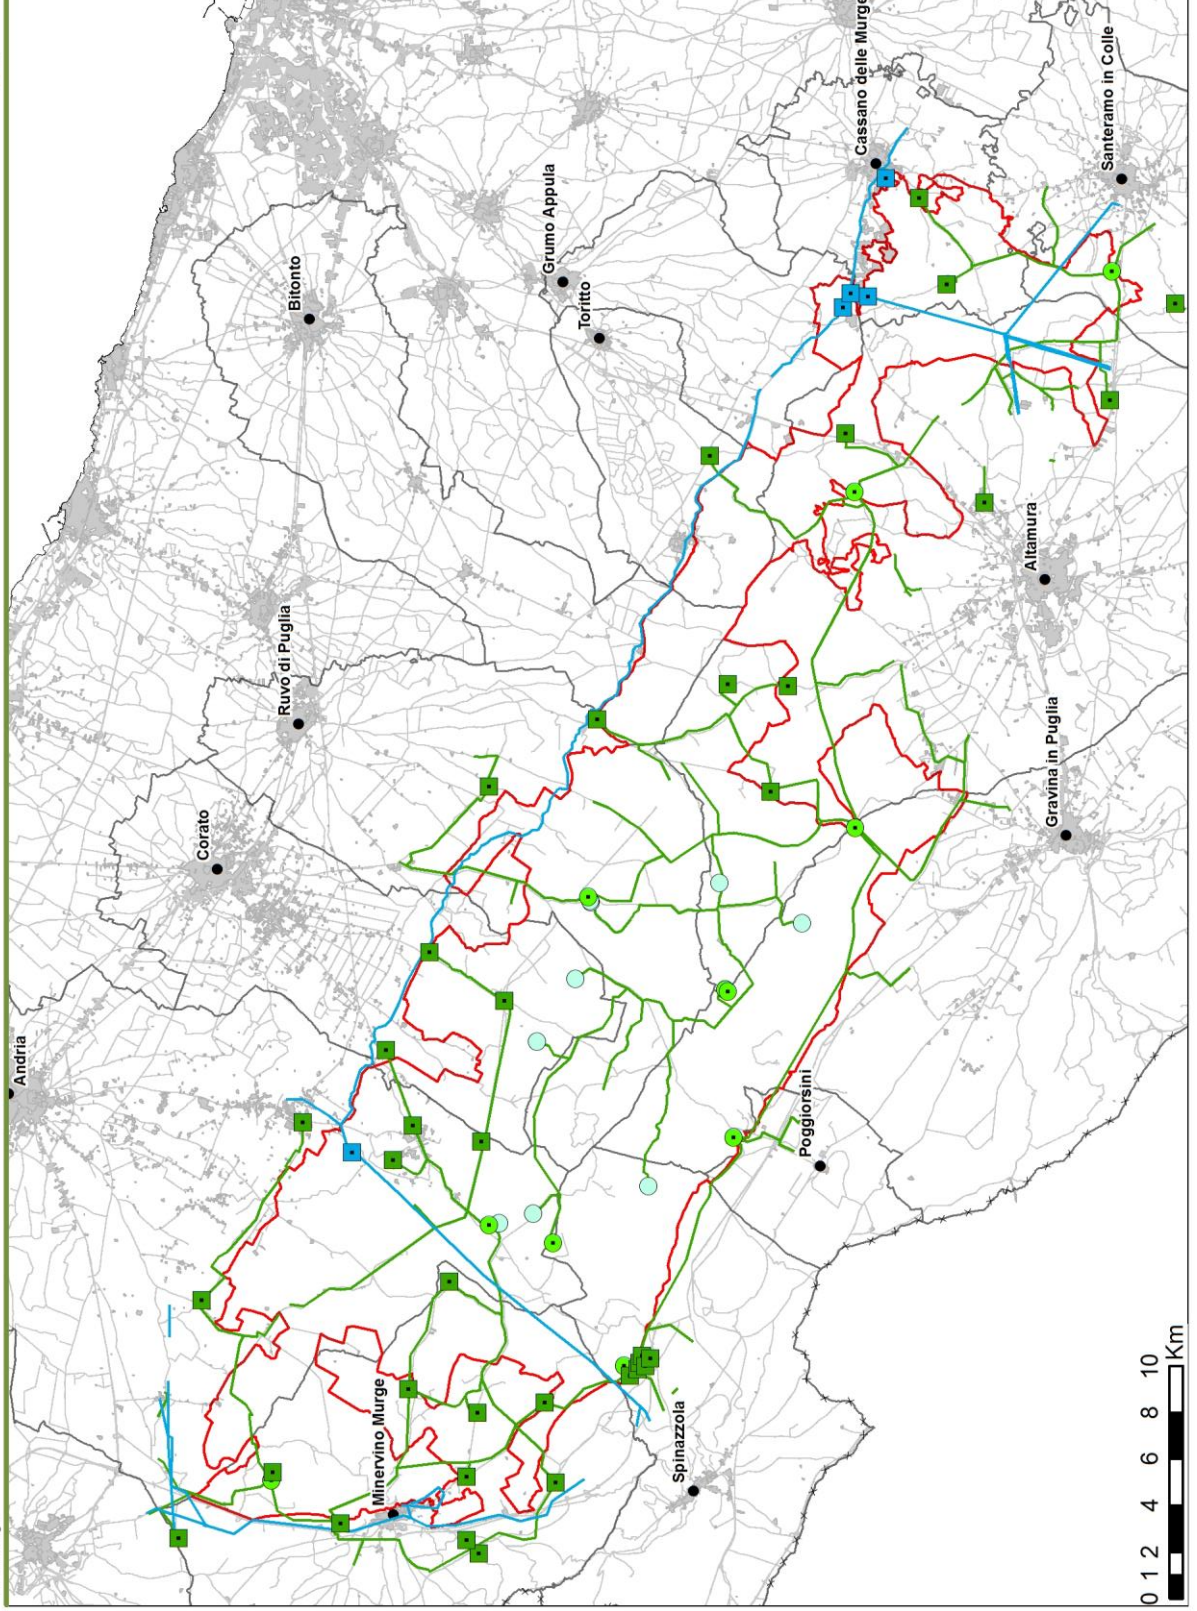 Andria
Corato
Ruvo di Puglia
Bitonto
Minervino Murge
Grumo Appula
Toritto
Spinazzola
Poggiorsini
Cassano delle Murge
Altamura
Gravina in Puglia
Santeramo in Colle
0 1 2 4 6 8 10
Km